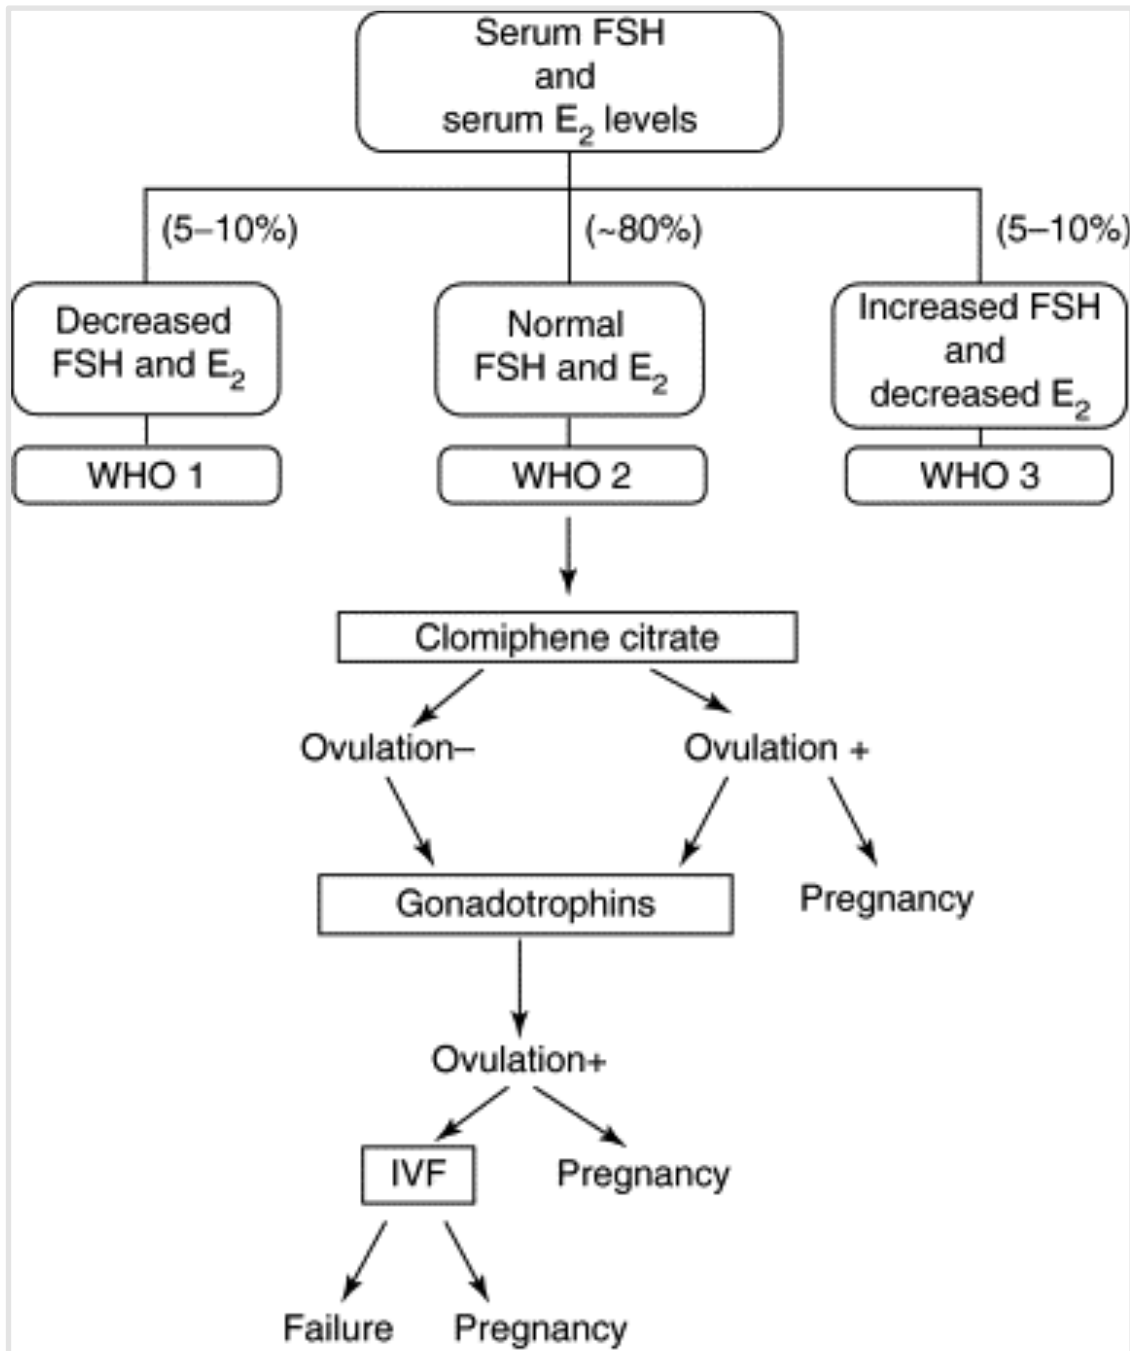 Serum FSH
and
serum E₂ levels
(5–10%)
(~80%)
(5–10%)
Decreased
FSH and E₂
Normal
FSH and E₂
Increased FSH
and
decreased E₂
WHO 1
WHO 2
WHO 3
Clomiphene citrate
Ovulation–
Ovulation +
Gonadotrophins
Pregnancy
Ovulation+
IVF
Pregnancy
Failure
Pregnancy